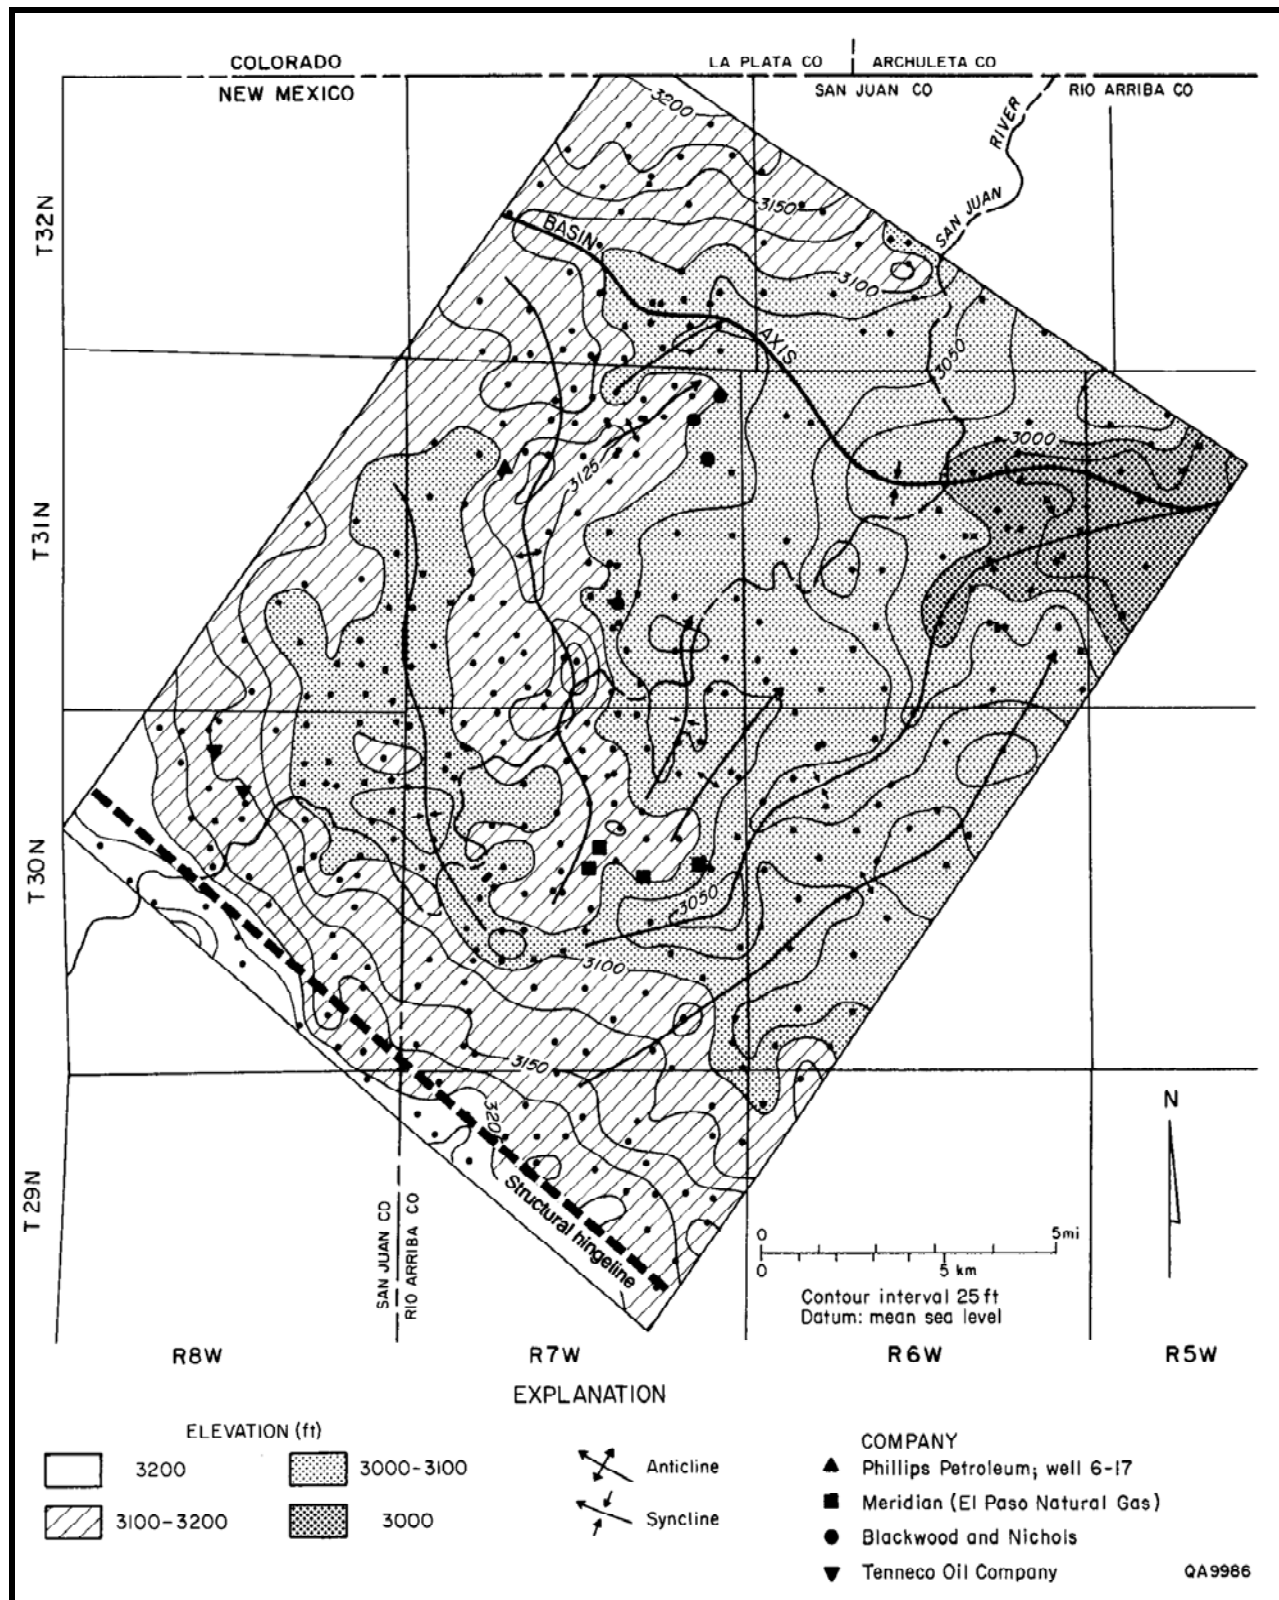 COLORADO
LA PLATA CO
ARCHULETA CO
NEW MEXICO
SAN JUAN CO
RIO ARRIBA CO
3200
RIVER
SAN JUAN
T32N
3150
BASIN
3100
AXIS
3050
3000
3125
T31N
T30N
3050
3100
3150
320
N
T29N
Structural hingeline
SAN JUAN CO
RIO ARRIBA CO
0 5mi
0 5 km
Contour interval 25 ft
Datum: mean sea level
R8W R7W R6W R5W
EXPLANATION
ELEVATION (ft)
3200
3000-3100
3100-3200
3000
Anticline
Syncline
COMPANY
Phillips Petroleum; well 6-17
Meridian (El Paso Natural Gas)
Blackwood and Nichols
Tenneco Oil Company
QA9986